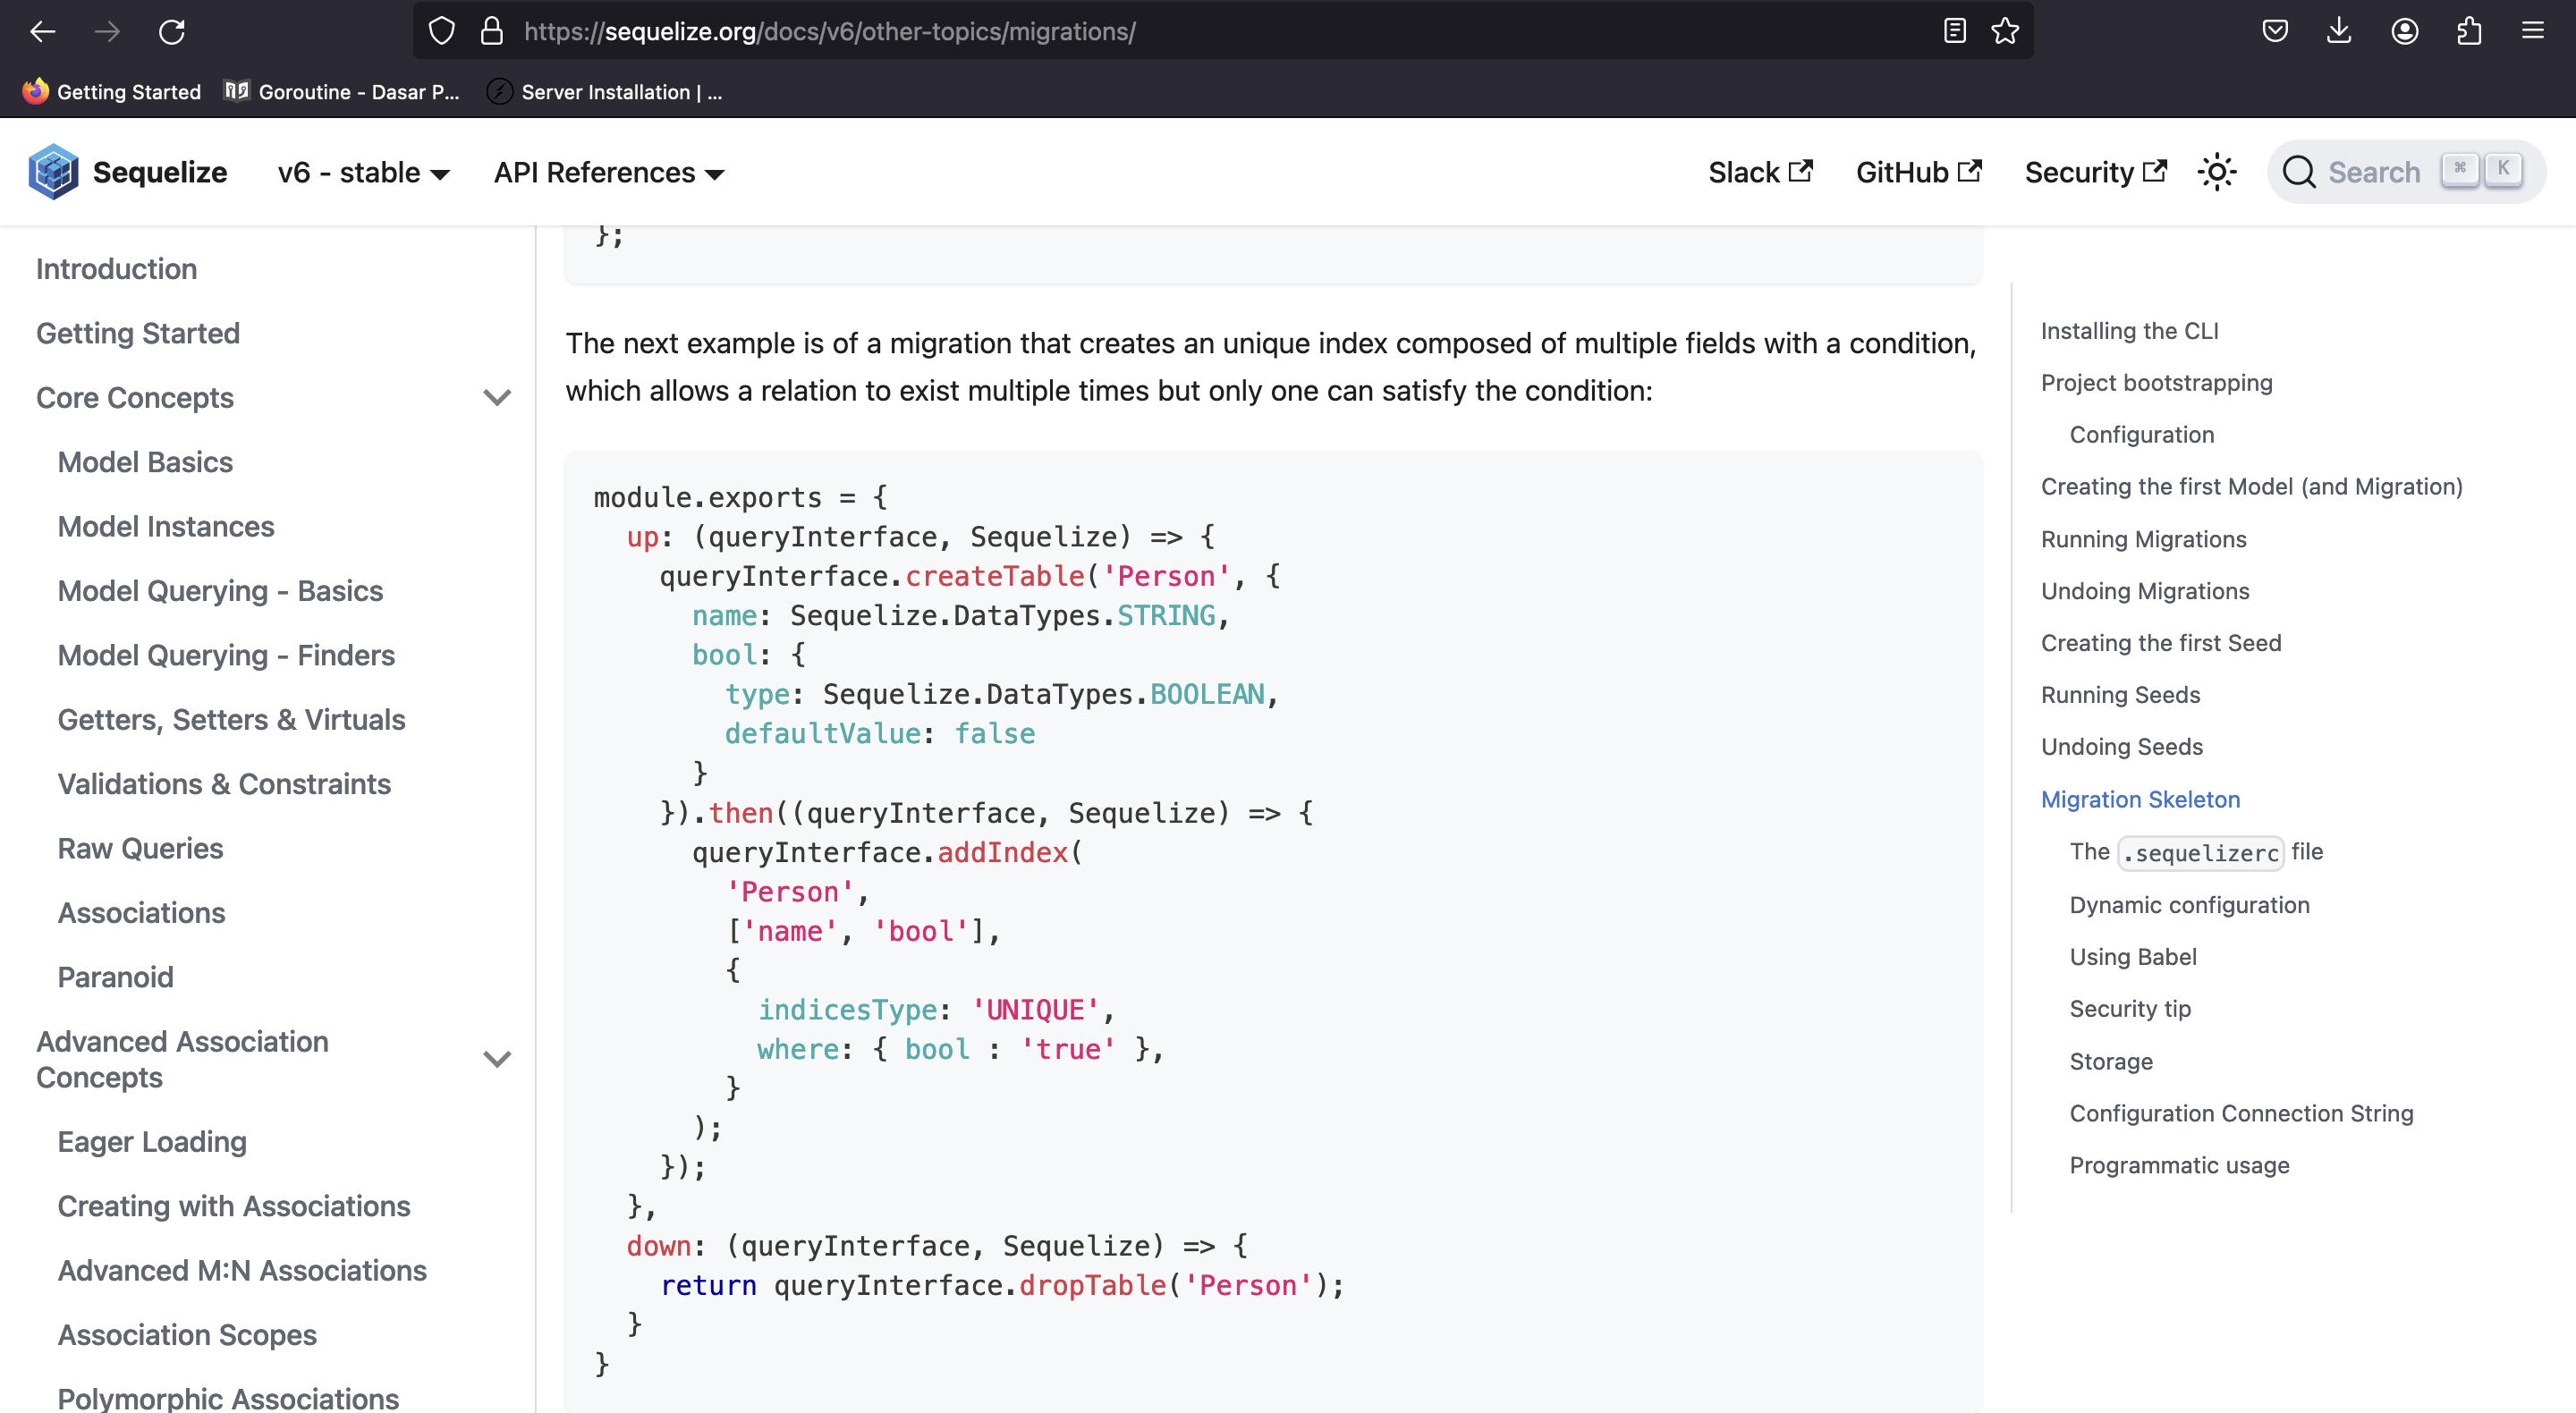 https://sequelize.org/docs/v6/other-topics/migrations/
Getting Started
Goroutine - Dasar P...
Server Installation | ...
Sequelize
v6 - stable
API References
Slack
GitHub
Security
Search ⌘ K
Introduction
Getting Started
Core Concepts
Model Basics
Model Instances
Model Querying - Basics
Model Querying - Finders
Getters, Setters & Virtuals
Validations & Constraints
Raw Queries
Associations
Paranoid
Advanced Association
Concepts
Eager Loading
Creating with Associations
Advanced M:N Associations
Association Scopes
Polymorphic Associations
};
The next example is of a migration that creates an unique index composed of multiple fields with a condition,
which allows a relation to exist multiple times but only one can satisfy the condition:
module.exports = {
  up: (queryInterface, Sequelize) => {
    queryInterface.createTable('Person', {
      name: Sequelize.DataTypes.STRING,
      bool: {
        type: Sequelize.DataTypes.BOOLEAN,
        defaultValue: false
      }
    }).then((queryInterface, Sequelize) => {
      queryInterface.addIndex(
        'Person',
        ['name', 'bool'],
        {
          indicesType: 'UNIQUE',
          where: { bool : 'true' },
        }
      );
    });
  },
  down: (queryInterface, Sequelize) => {
    return queryInterface.dropTable('Person');
  }
}
Installing the CLI
Project bootstrapping
Configuration
Creating the first Model (and Migration)
Running Migrations
Undoing Migrations
Creating the first Seed
Running Seeds
Undoing Seeds
Migration Skeleton
The .sequelizerc file
Dynamic configuration
Using Babel
Security tip
Storage
Configuration Connection String
Programmatic usage